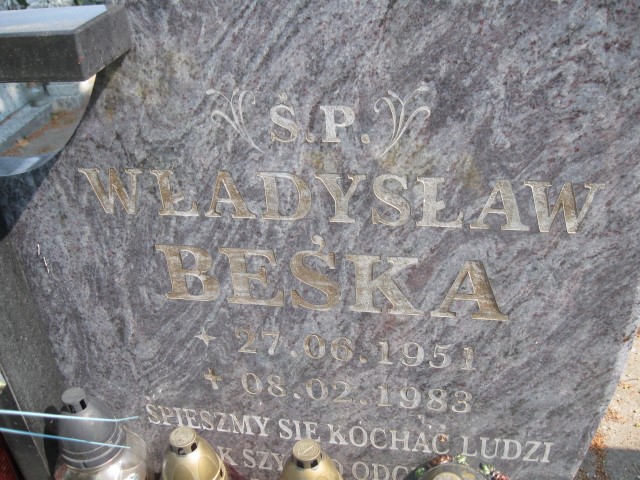 Ś.P.
WŁADYSŁAW
BEŚKA
27.06.1951
+ 08.02.1983
ŚPIESZMY SIĘ KOCHAĆ LUDZI